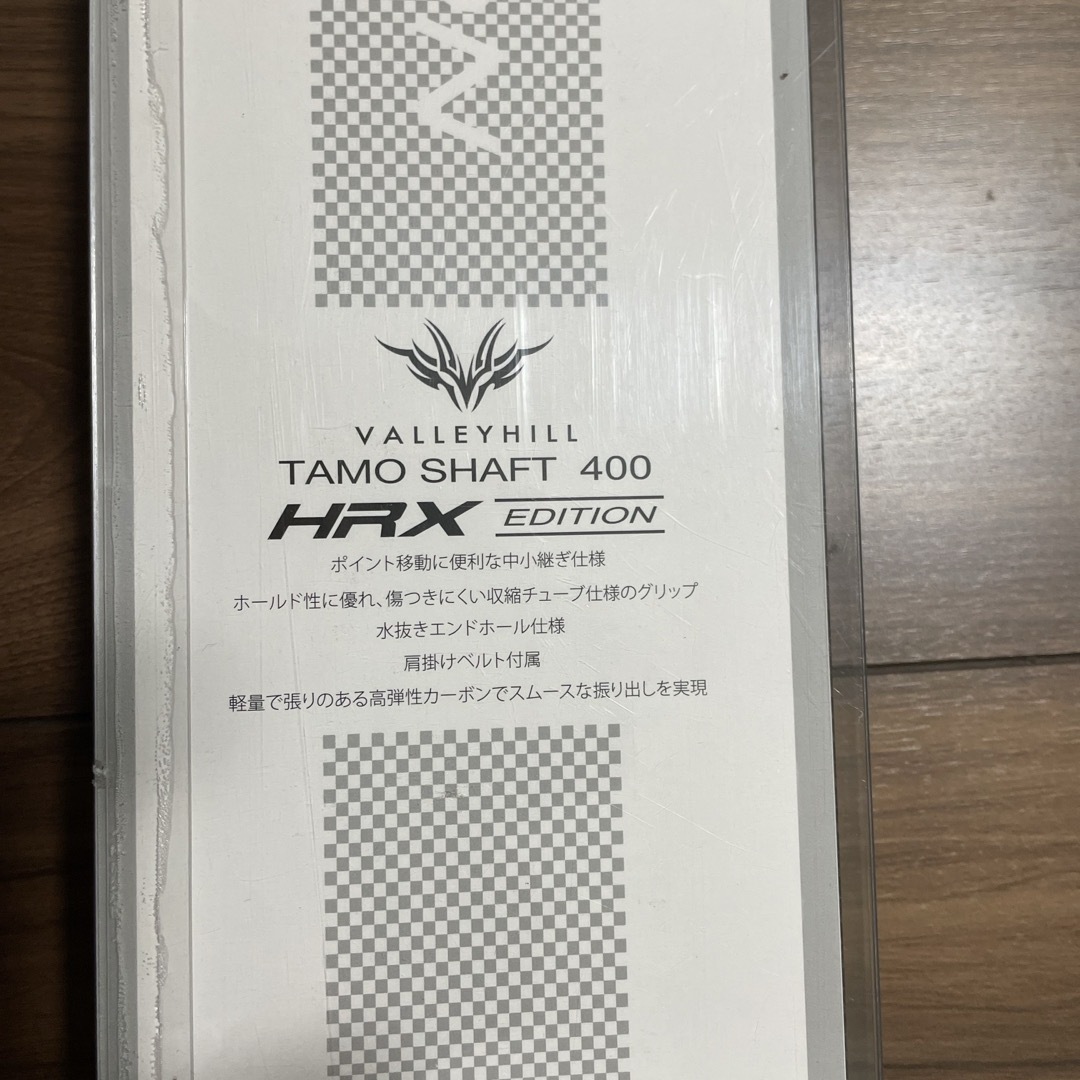 VALLEYHILL
TAMO SHAFT 400
HRX EDITION
ポイント移動に便利な中小継ぎ仕様
ホールド性に優れ、傷つきにくい収縮チューブ仕様のグリップ
水抜きエンドホール仕様
肩掛けベルト付属
軽量で張りのある高弾性カーボンでスムースな振り出しを実現